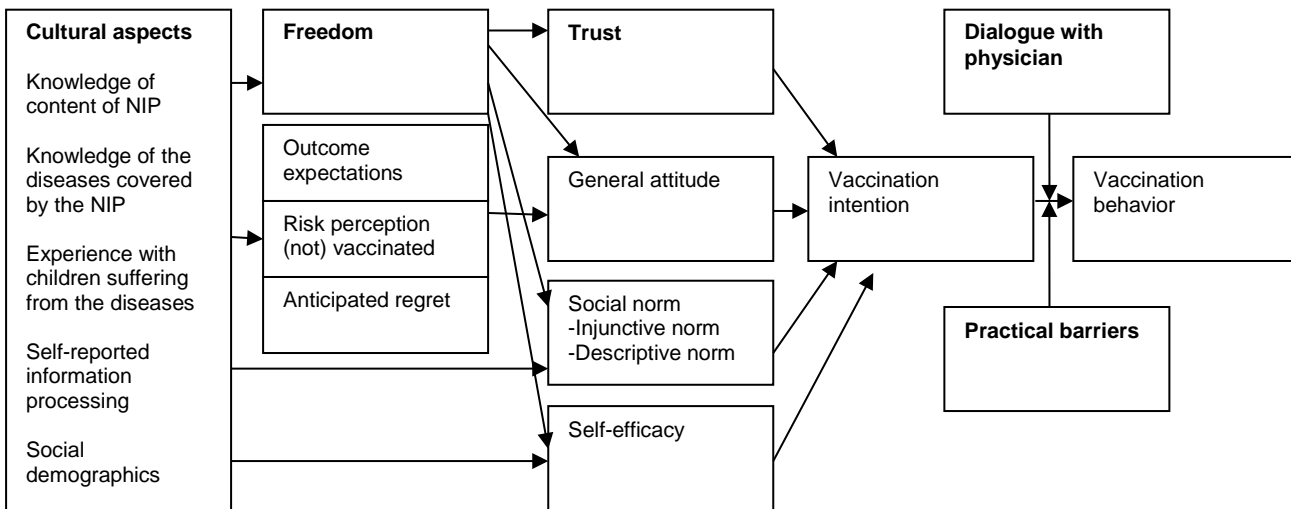 Cultural aspects
Knowledge of
content of NIP
Knowledge of the
diseases covered
by the NIP
Experience with
children suffering
from the diseases
Self-reported
information
processing
Social
demographics
Freedom
Outcome
expectations
Risk perception
(not) vaccinated
Anticipated regret
Trust
General attitude
Social norm
-Injunctive norm
-Descriptive norm
Self-efficacy
Vaccination
intention
Dialogue with
physician
Practical barriers
Vaccination
behavior